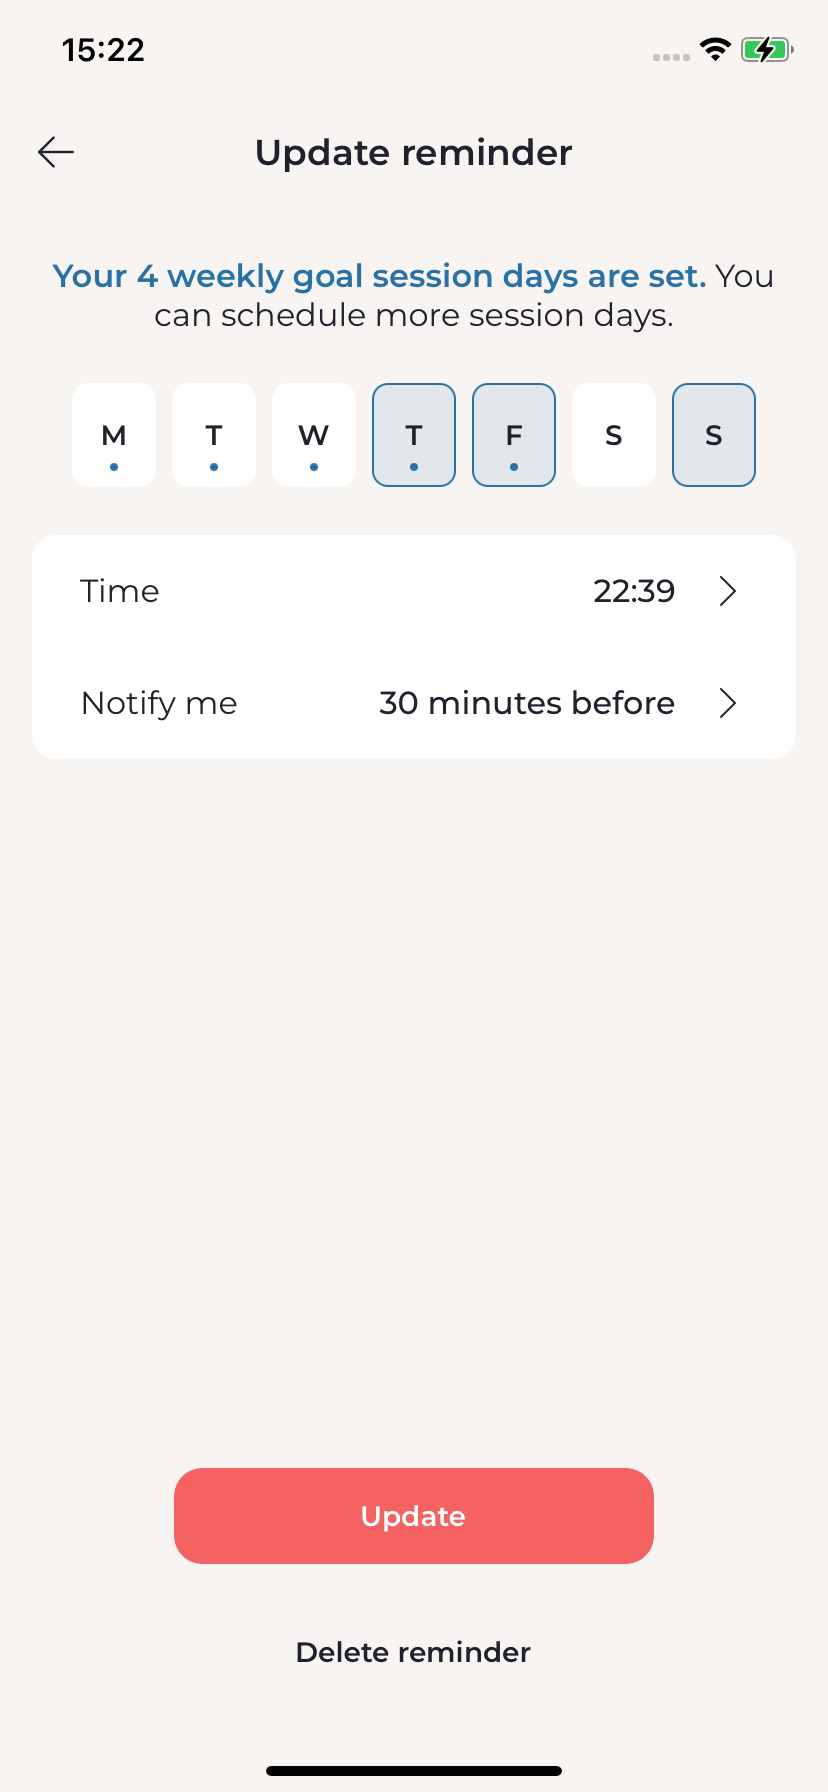 15:22
Update reminder
Your 4 weekly goal session days are set. You
can schedule more session days.
M T W T F S S
Time 22:39
Notify me 30 minutes before
Update
Delete reminder